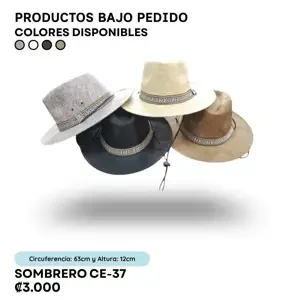 PRODUCTOS BAJO PEDIDO
COLORES DISPONIBLES
Circuferencia: 63cm y Altura: 12cm
SOMBRERO CE-37
₡3.000